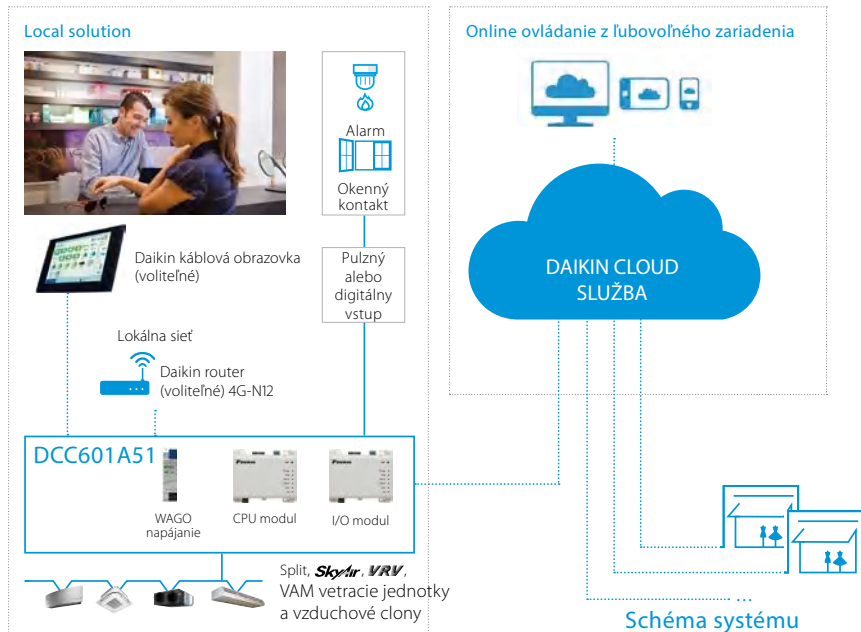 Local solution
Alarm
Okenný
kontakt
Daikin káblová obrazovka
(voliteľné)
Pulzný
alebo
digitálny
vstup
Lokálna sieť
Daikin router
(voliteľné) 4G-N12
DCC601A51
WAGO
napájanie
CPU modul
I/O modul
Split, SkyAir, VRV,
VAM vetracie jednotky
a vzduchové clony
Online ovládanie z ľubovoľného zariadenia
DAIKIN CLOUD
SLUŽBA
...
Schéma systému